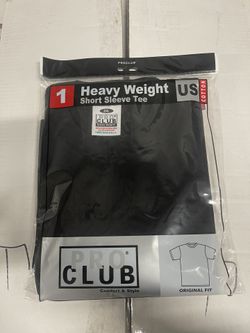 PROCLUB
1
Heavy Weight
Short Sleeve Tee
US
COTTON
PRO
CLUB
Comfort & Style
ORIGINAL FIT